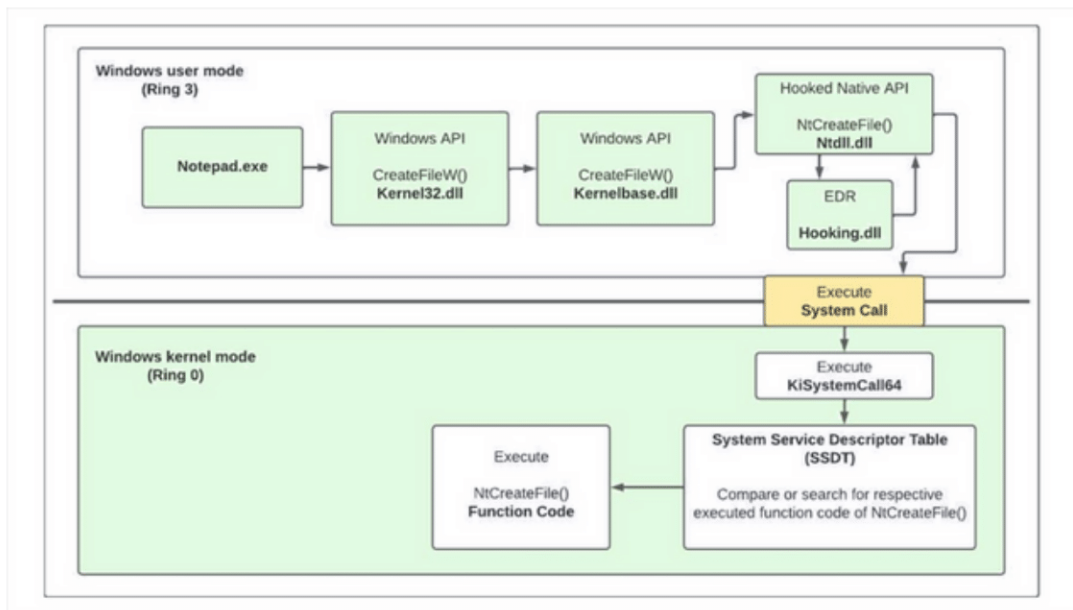 Windows user mode
(Ring 3)
Notepad.exe
Windows API
CreateFileW()
Kernel32.dll
Windows API
CreateFileW()
Kernelbase.dll
Hooked Native API
NtCreateFile()
Ntdll.dll
EDR
Hooking.dll
Execute
System Call
Windows kernel mode
(Ring 0)
Execute
KiSystemCall64
System Service Descriptor Table
(SSDT)
Compare or search for respective
executed function code of NtCreateFile()
Execute
NtCreateFile()
Function Code